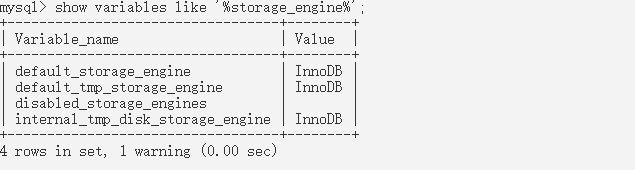 mysql> show variables like '%storage_engine%';
+----------------------------------+--------+
| Variable_name                    | Value  |
+----------------------------------+--------+
| default_storage_engine           | InnoDB |
| default_tmp_storage_engine       | InnoDB |
| disabled_storage_engines         |        |
| internal_tmp_disk_storage_engine | InnoDB |
+----------------------------------+--------+
4 rows in set, 1 warning (0.00 sec)